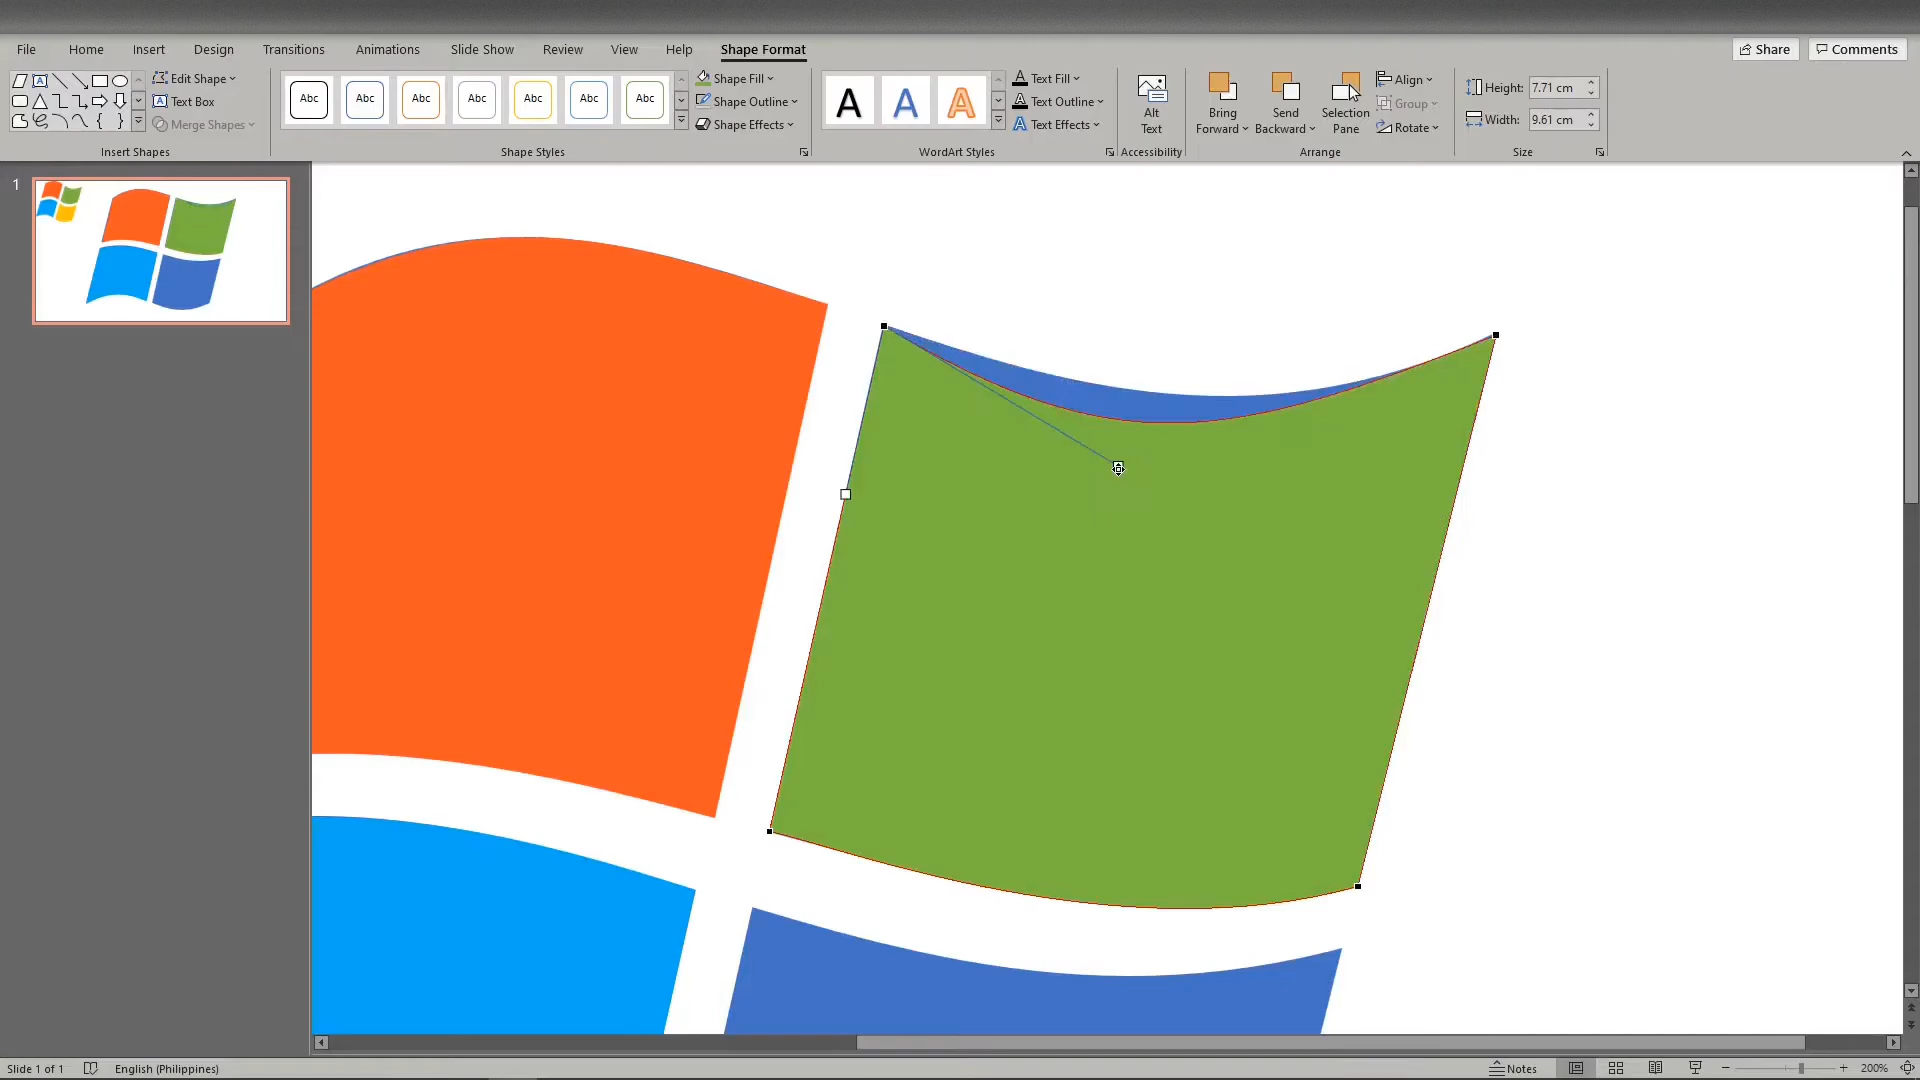 File Home Insert Design Transitions Animations Slide Show Review View Help Shape Format Share Comments
Edit Shape Text Box Merge Shapes
Insert Shapes
Abc Abc Abc Abc Abc Abc Abc
Shape Fill
Shape Outline
Shape Effects
Shape Styles
A A A
Text Fill
Text Outline
Text Effects
WordArt Styles
Alt
Text
Accessibility
Bring
Forward
Send
Backward
Selection
Pane
Align
Group
Rotate
Arrange
Height: 7.71 cm
Width: 9.61 cm
Size
1
Slide 1 of 1 English (Philippines) Notes 200%